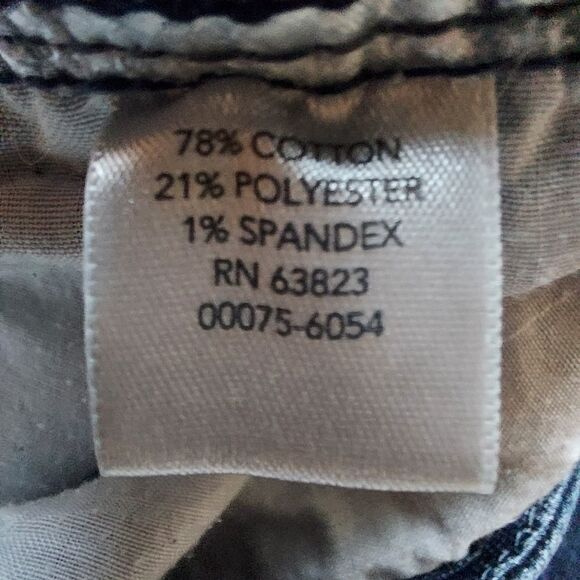 78% COTTON
21% POLYESTER
1% SPANDEX
RN 63823
00075-6054